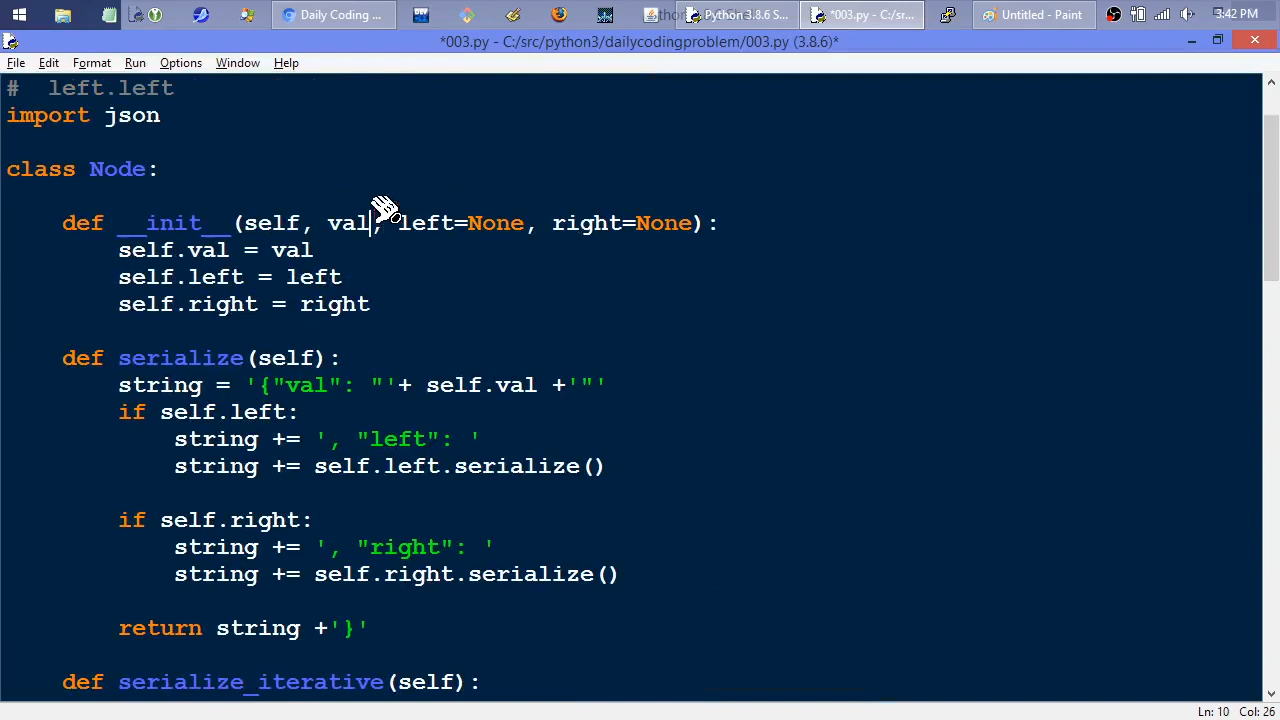 Daily Coding ...
Python 3.8.6 S...
*003.py - C:/sr...
Untitled - Paint
3:42 PM
*003.py - C:/src/python3/dailycodingproblem/003.py (3.8.6)*
File Edit Format Run Options Window Help
#  left.left
import json
class Node:
    def __init__(self, val, left=None, right=None):
        self.val = val
        self.left = left
        self.right = right
    def serialize(self):
        string = '{"val": "'+ self.val +'"'
        if self.left:
            string += ', "left": '
            string += self.left.serialize()
        if self.right:
            string += ', "right": '
            string += self.right.serialize()
        return string +'}'
    def serialize_iterative(self):
Ln: 10 Col: 26